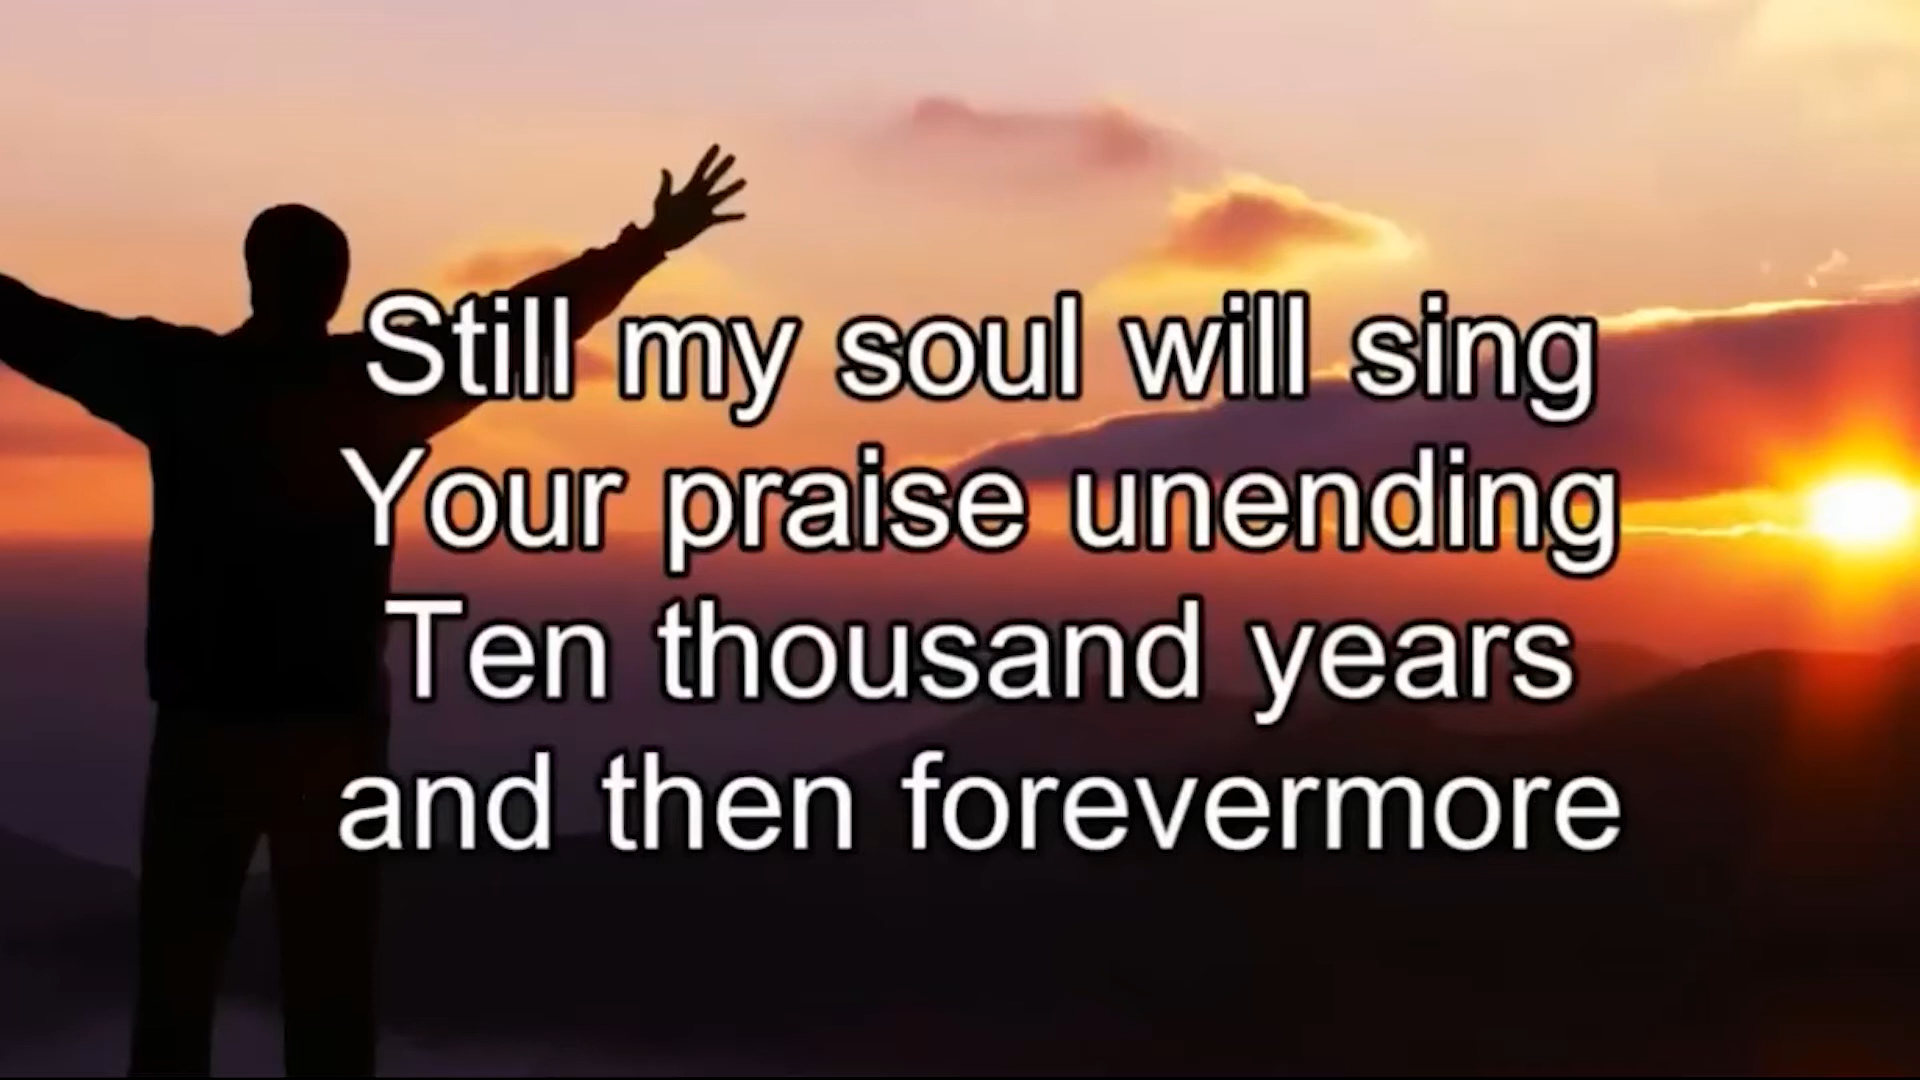 Still my soul will sing
Your praise unending
Ten thousand years
and then forevermore